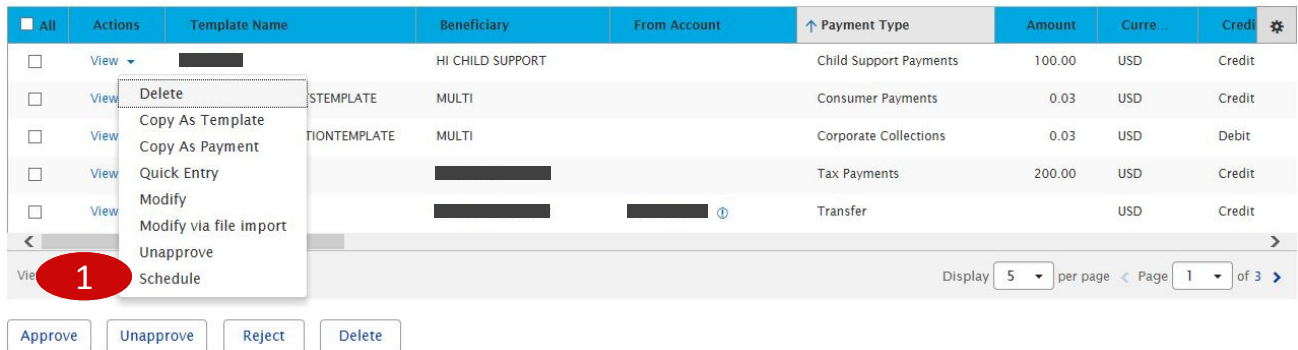 All Actions Template Name Beneficiary From Account Payment Type Amount Curre... Credi
View HI CHILD SUPPORT Child Support Payments 100.00 USD Credit
Delete
View STEMPLATE MULTI Consumer Payments 0.03 USD Credit
Copy As Template
View TIONTEMPLATE MULTI Corporate Collections 0.03 USD Debit
Copy As Payment
View Quick Entry Tax Payments 200.00 USD Credit
Modify
View Transfer USD Credit
Modify via file import
Unapprove
Vie 1 Schedule Display 5 per page Page 1 of 3
Approve Unapprove Reject Delete